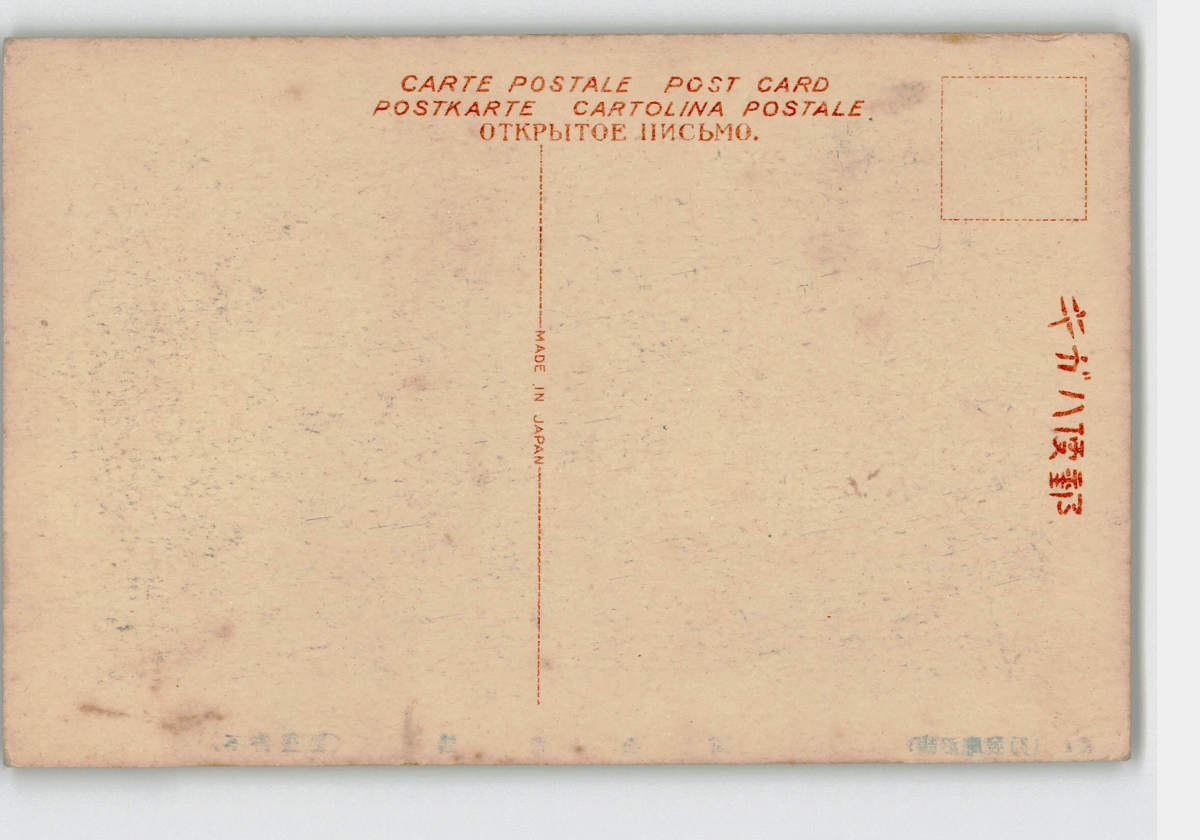 CARTE POSTALE POST CARD
POSTKARTE CARTOLINA POSTALE
ОТКРЫТОЕ ПИСЬМО.
MADE IN JAPAN
キガハ便郵